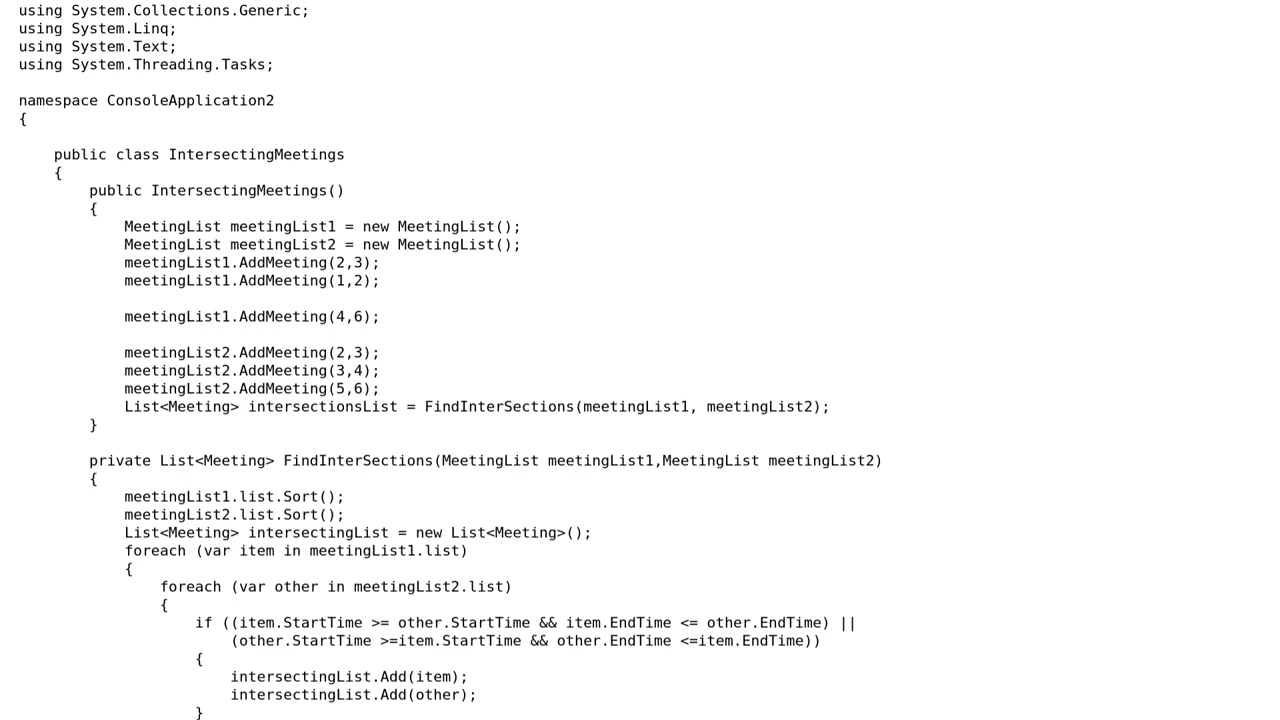 using System.Collections.Generic;
using System.Linq;
using System.Text;
using System.Threading.Tasks;

namespace ConsoleApplication2
{

    public class IntersectingMeetings
    {
        public IntersectingMeetings()
        {
            MeetingList meetingList1 = new MeetingList();
            MeetingList meetingList2 = new MeetingList();
            meetingList1.AddMeeting(2,3);
            meetingList1.AddMeeting(1,2);

            meetingList1.AddMeeting(4,6);

            meetingList2.AddMeeting(2,3);
            meetingList2.AddMeeting(3,4);
            meetingList2.AddMeeting(5,6);
            List<Meeting> intersectionsList = FindInterSections(meetingList1, meetingList2);
        }

        private List<Meeting> FindInterSections(MeetingList meetingList1,MeetingList meetingList2)
        {
            meetingList1.list.Sort();
            meetingList2.list.Sort();
            List<Meeting> intersectingList = new List<Meeting>();
            foreach (var item in meetingList1.list)
            {
                foreach (var other in meetingList2.list)
                {
                    if ((item.StartTime >= other.StartTime && item.EndTime <= other.EndTime) ||
                        (other.StartTime >=item.StartTime && other.EndTime <=item.EndTime))
                    {
                        intersectingList.Add(item);
                        intersectingList.Add(other);
                    }